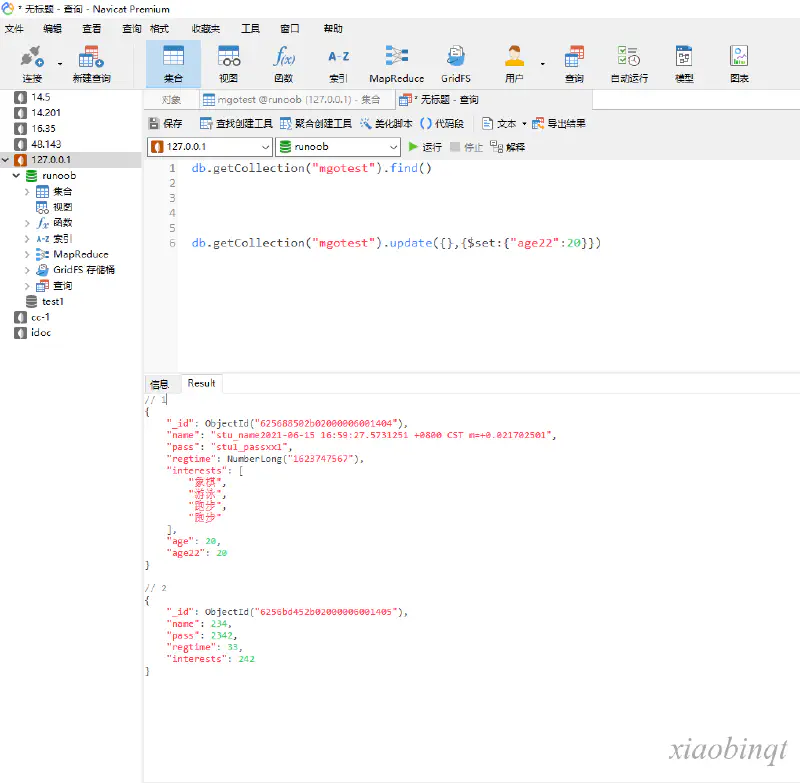 * 无标题 - 查询 - Navicat Premium
文件 编辑 查看 查询 格式 收藏夹 工具 窗口 帮助
连接 新建查询 集合 视图 函数 索引 MapReduce GridFS 用户 查询 自动运行 模型 图表
14.5
14.201
16.35
48.143
127.0.0.1
runoob
集合
视图
函数
索引
MapReduce
GridFS 存储桶
查询
test1
cc-1
idoc
对象 mgotest @runoob (127.0.0.1) - 集合 * 无标题 - 查询
保存 查找创建工具 聚合创建工具 美化脚本 () 代码段 文本 导出结果
127.0.0.1 runoob 运行 停止 解释
1 db.getCollection("mgotest").find()
2
3
4
5
6 db.getCollection("mgotest").update({},{$set:{"age22":20}})
信息 Result
// 1
{
"_id": ObjectId("625688502b02000006001404"),
"name": "stu_name2021-06-15 16:59:27.5731251 +0800 CST m=+0.021702501",
"pass": "stu1_passxx1",
"regtime": NumberLong("1623747567"),
"interests": [
"象棋",
"游泳",
"跑步",
"跑步"
],
"age": 20,
"age22": 20
}
// 2
{
"_id": ObjectId("6256bd452b02000006001405"),
"name": 234,
"pass": 2342,
"regtime": 33,
"interests": 242
}
xiaobinqt